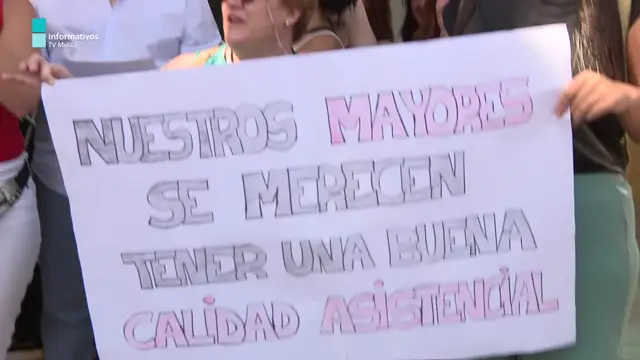 Informativos
TV Melilla
NUESTROS MAYORES
SE MERECEN
TENER UNA BUENA
CALIDAD ASISTENCIAL